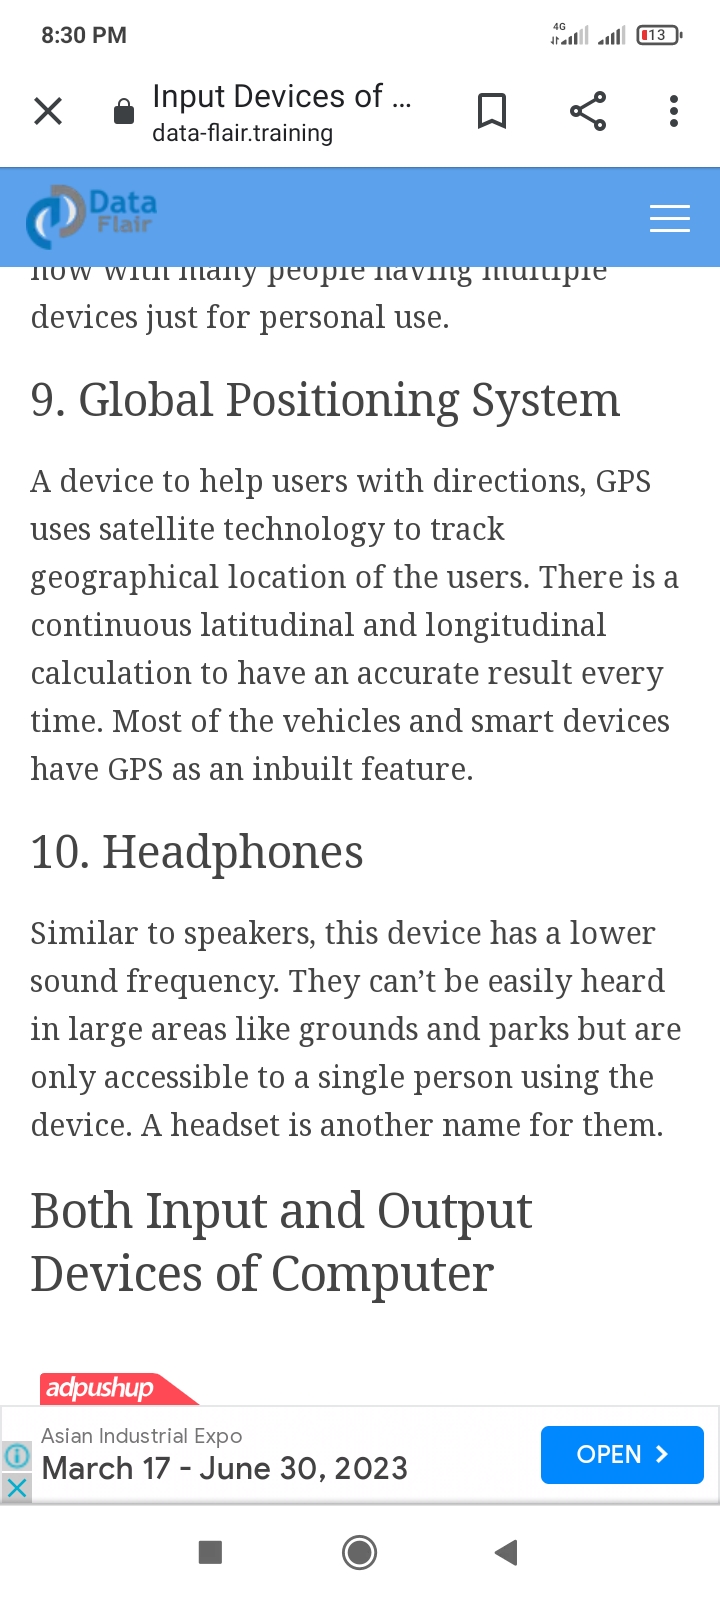 8:30 PM
4G
13
Input Devices of ...
data-flair.training
Data
Flair
now with many people having multiple
devices just for personal use.
9. Global Positioning System
A device to help users with directions, GPS
uses satellite technology to track
geographical location of the users. There is a
continuous latitudinal and longitudinal
calculation to have an accurate result every
time. Most of the vehicles and smart devices
have GPS as an inbuilt feature.
10. Headphones
Similar to speakers, this device has a lower
sound frequency. They can’t be easily heard
in large areas like grounds and parks but are
only accessible to a single person using the
device. A headset is another name for them.
Both Input and Output
Devices of Computer
adpushup
Asian Industrial Expo
March 17 - June 30, 2023
OPEN